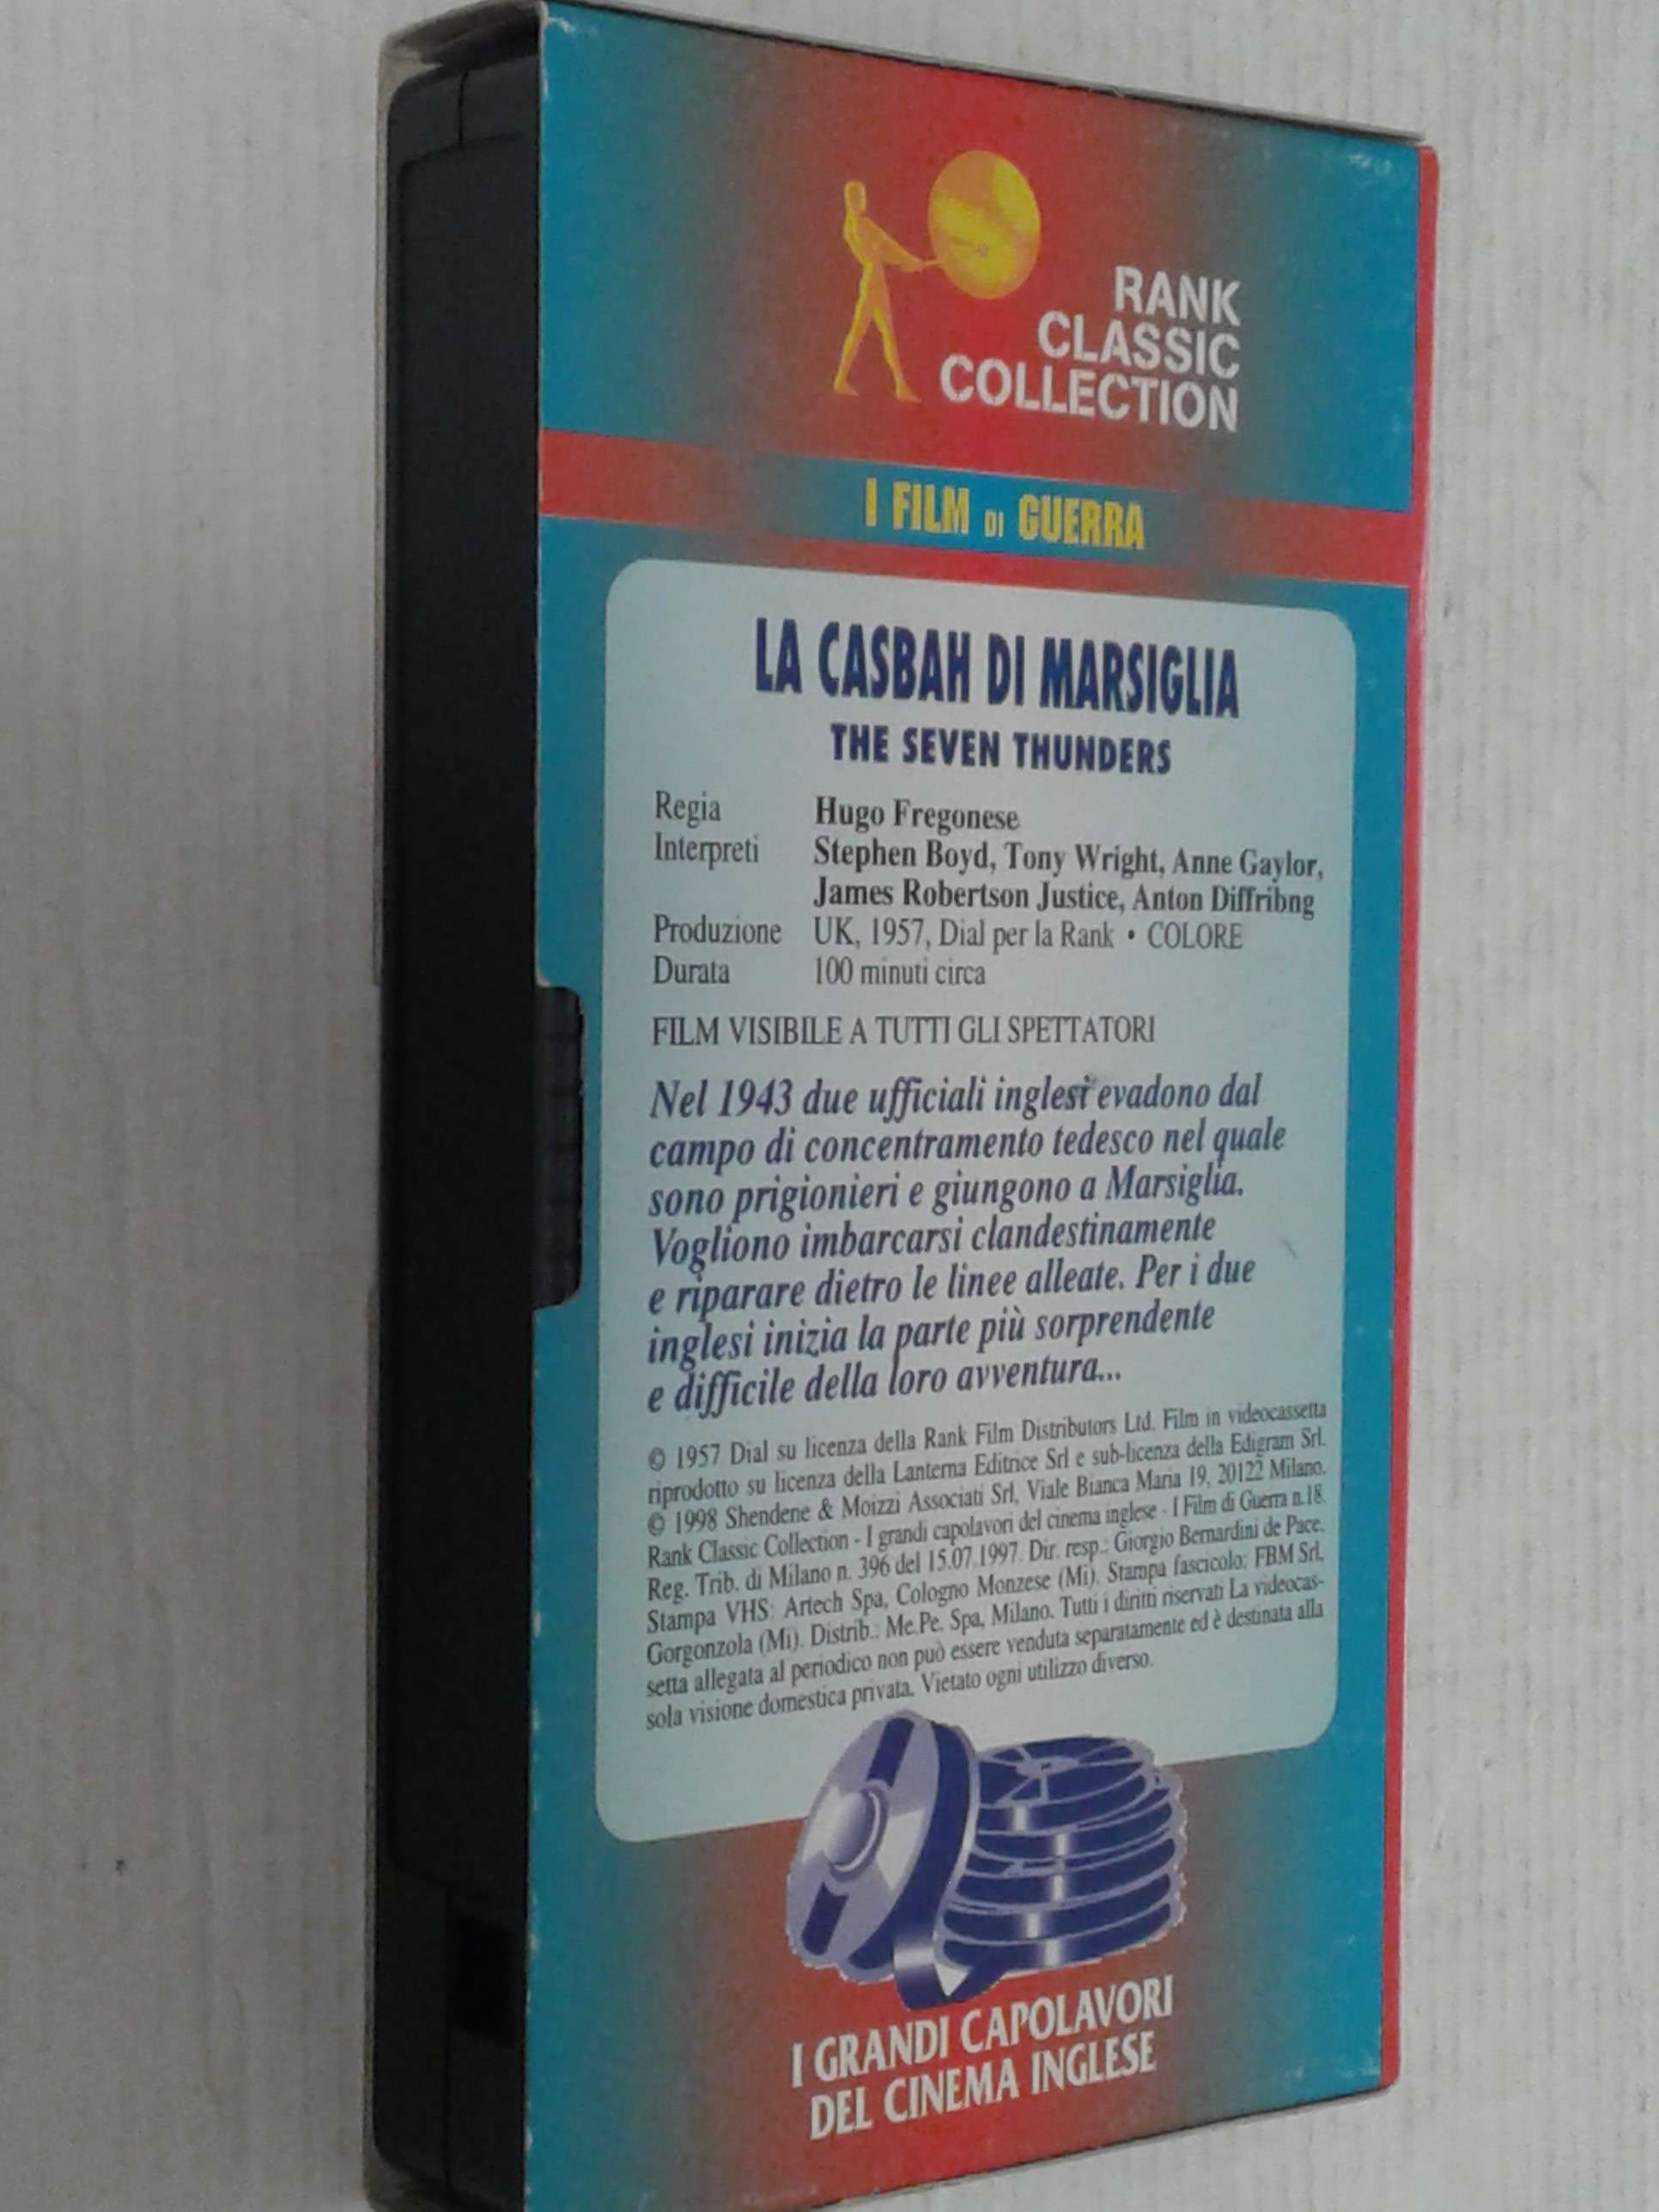 RANK
CLASSIC
COLLECTION
I FILM DI GUERRA
LA CASBAH DI MARSIGLIA
THE SEVEN THUNDERS
Regia Hugo Fregonese
Interpreti Stephen Boyd, Tony Wright, Anne Gaylor,
James Robertson Justice, Anton Diffribng
Produzione UK, 1957, Dial per la Rank • COLORE
Durata 100 minuti circa
FILM VISIBILE A TUTTI GLI SPETTATORI
Nel 1943 due ufficiali inglesi evadono dal
campo di concentramento tedesco nel quale
sono prigionieri e giungono a Marsiglia.
Vogliono imbarcarsi clandestinamente
e riparare dietro le linee alleate. Per i due
inglesi inizia la parte più sorprendente
e difficile della loro avventura...
© 1957 Dial su licenza della Rank Film Distributors Ltd. Film in videocassetta
riprodotto su licenza della Lanterna Editrice Srl e sub-licenza della Edigram Srl.
© 1998 Shendene & Moizzi Associati Srl, Viale Bianca Maria 19, 20122 Milano.
Rank Classic Collection - I grandi capolavori del cinema inglese - I Film di Guerra n.18.
Reg. Trib. di Milano n. 396 del 15.07.1997. Dir. resp.: Giorgio Bernardini de Pace.
Stampa VHS: Artech Spa, Cologno Monzese (Mi). Stampa fascicolo: FBM Srl,
Gorgonzola (Mi). Distrib.: Me.Pe. Spa, Milano. Tutti i diritti riservati La videocas-
setta allegata al periodico non può essere venduta separatamente ed è destinata alla
sola visione domestica privata. Vietato ogni utilizzo diverso.
I GRANDI CAPOLAVORI
DEL CINEMA INGLESE